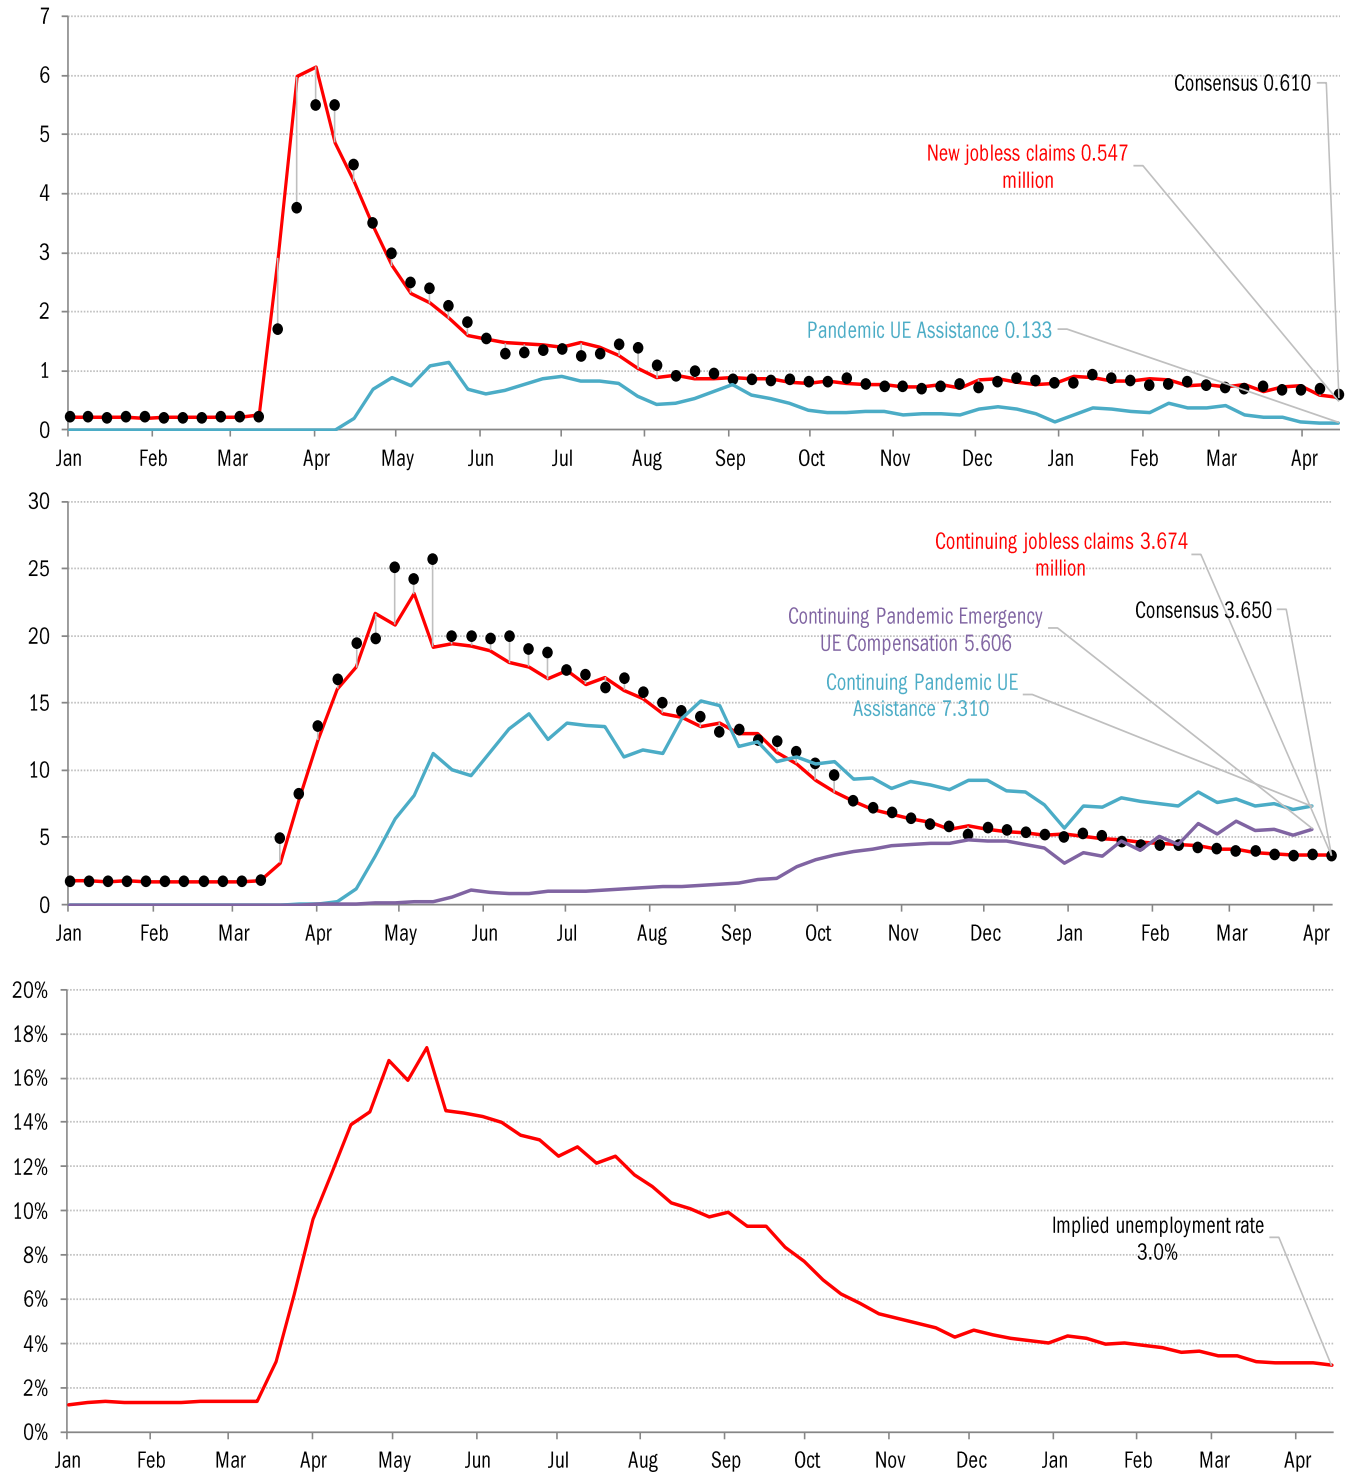 7
6
5
4
3
2
1
0
Consensus 0.610
New jobless claims 0.547
million
Pandemic UE Assistance 0.133
Jan Feb Mar Apr May Jun Jul Aug Sep Oct Nov Dec Jan Feb Mar Apr
30
25
20
15
10
5
0
Continuing jobless claims 3.674
million
Consensus 3.650
Continuing Pandemic Emergency
UE Compensation 5.606
Continuing Pandemic UE
Assistance 7.310
Jan Feb Mar Apr May Jun Jul Aug Sep Oct Nov Dec Jan Feb Mar Apr
20%
18%
16%
14%
12%
10%
8%
6%
4%
2%
0%
Implied unemployment rate
3.0%
Jan Feb Mar Apr May Jun Jul Aug Sep Oct Nov Dec Jan Feb Mar Apr